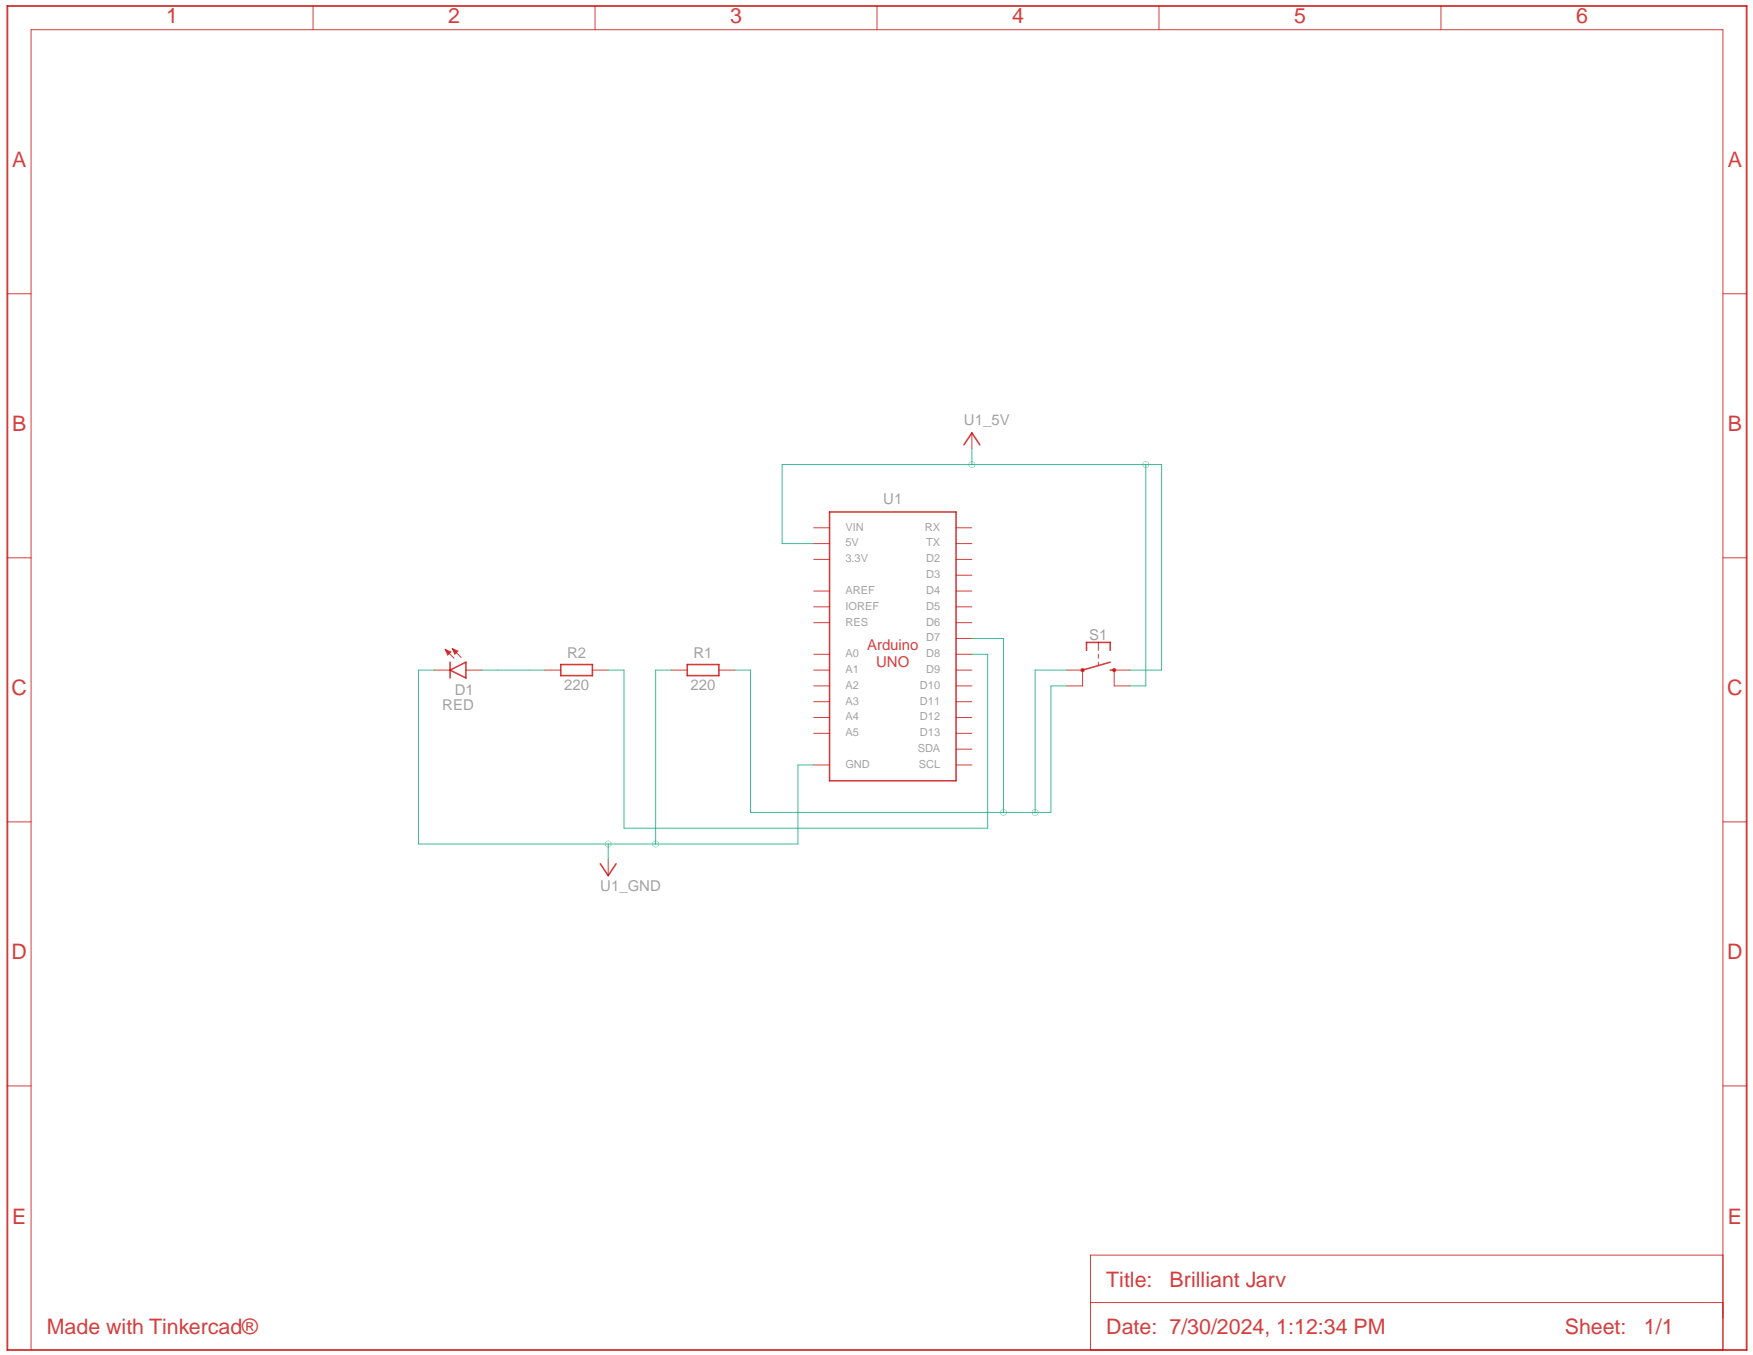 1 2 3 4 5 6
A A
B B
U1_5V
U1
VIN RX
5V TX
3.3V D2
D3
AREF D4
IOREF D5
RES D6
D7
S1
Arduino
UNO
R2 R1
A0 D8
A1 D9
C C
D1 220 220
A2 D10
RED
A3 D11
A4 D12
A5 D13
SDA
GND SCL
U1_GND
D D
E E
Title: Brilliant Jarv
Made with Tinkercad®
Date: 7/30/2024, 1:12:34 PM Sheet: 1/1